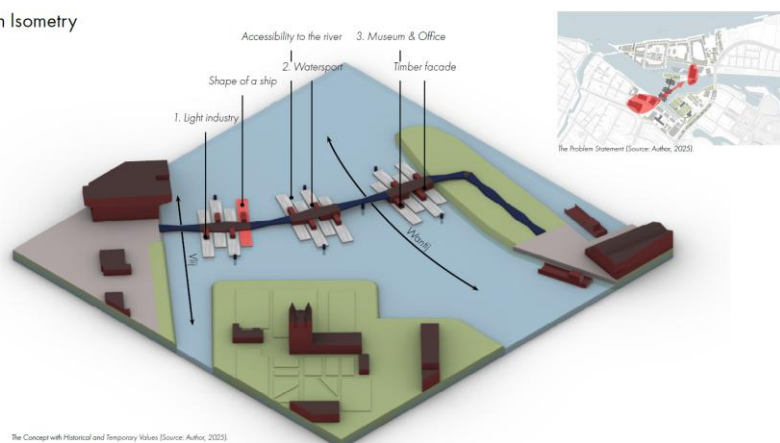 Isometry
Accessibility to the river
3. Museum & Office
2. Watersport
Timber facade
Shape of a ship
1. Light industry
The Problem Statement (Source: Author, 2025).
Wantij
Vlij
The Concept with Historical and Temporary Values (Source: Author, 2025).